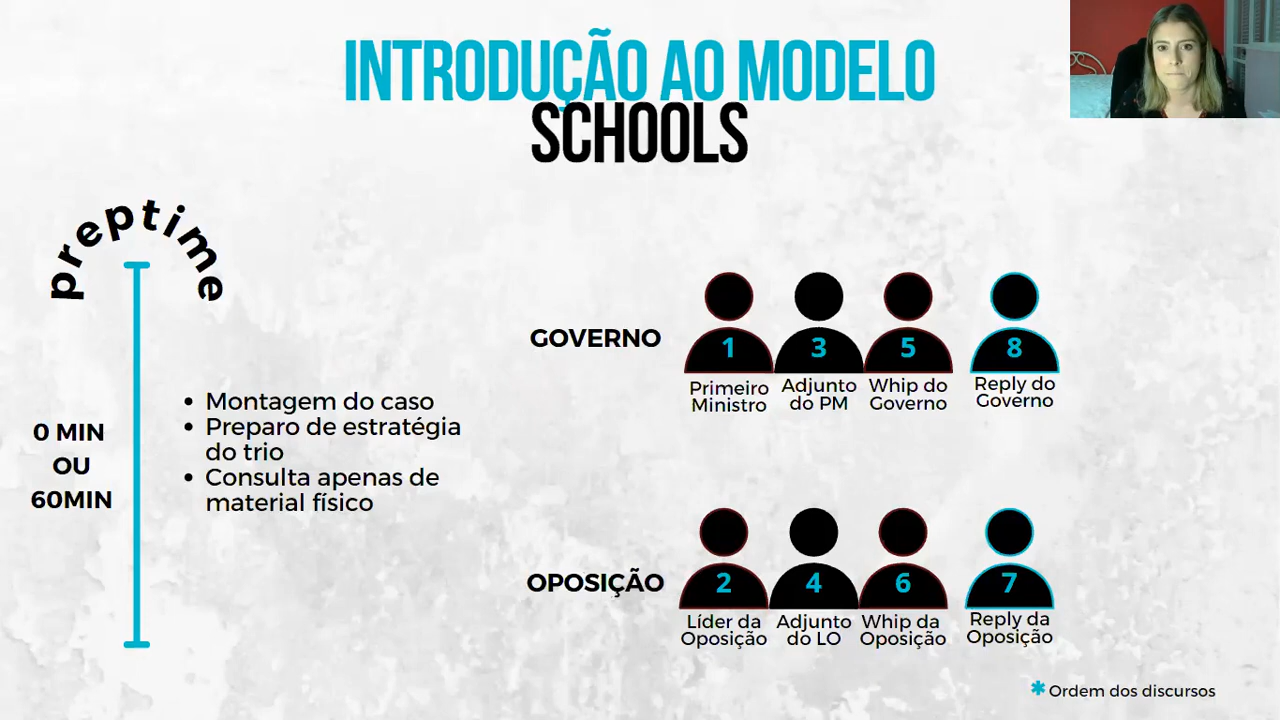 INTRODUÇÃO AO MODELO
SCHOOLS
preptime
0 MIN
OU
60MIN
• Montagem do caso
• Preparo de estratégia
do trio
• Consulta apenas de
material físico
GOVERNO
1
3
5
8
Primeiro
Ministro
Adjunto
do PM
Whip do
Governo
Reply do
Governo
OPOSIÇÃO
2
4
6
7
Líder da
Oposição
Adjunto
do LO
Whip da
Oposição
Reply da
Oposição
* Ordem dos discursos